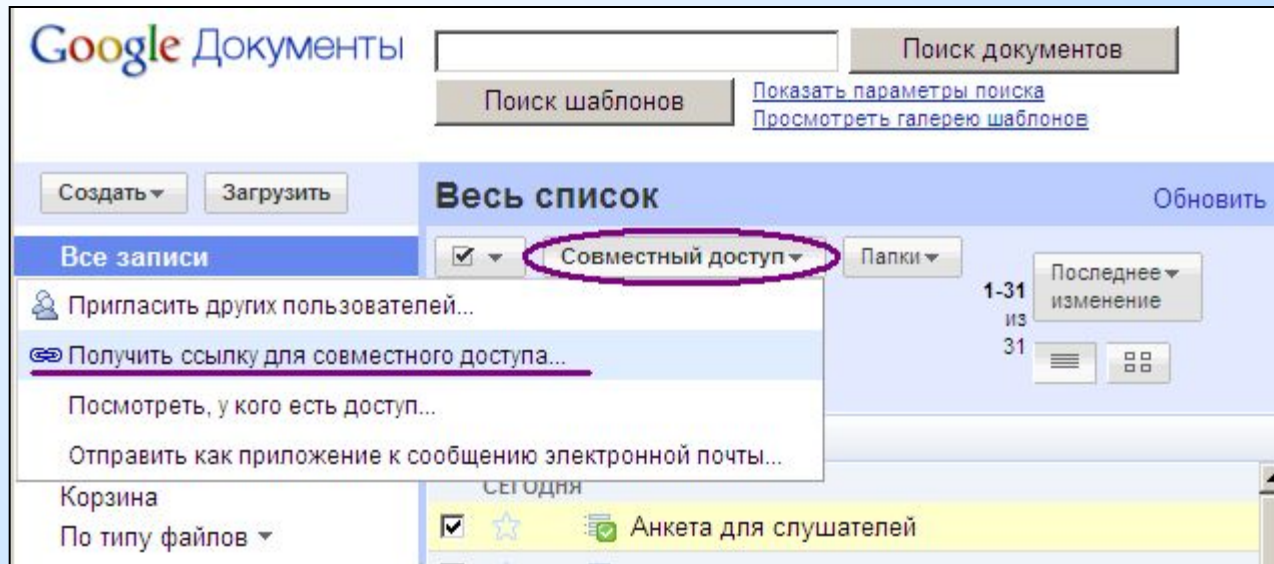 Google Документы
Поиск документов
Поиск шаблонов
Показать параметры поиска
Просмотреть галерею шаблонов
Создать
Загрузить
Весь список
Обновить
Все записи
Совместный доступ
Папки
1-31
из
31
Последнее
изменение
Пригласить других пользователей...
Получить ссылку для совместного доступа...
Посмотреть, у кого есть доступ...
Отправить как приложение к сообщению электронной почты...
Корзина
По типу файлов
СЕГОДНЯ
Анкета для слушателей